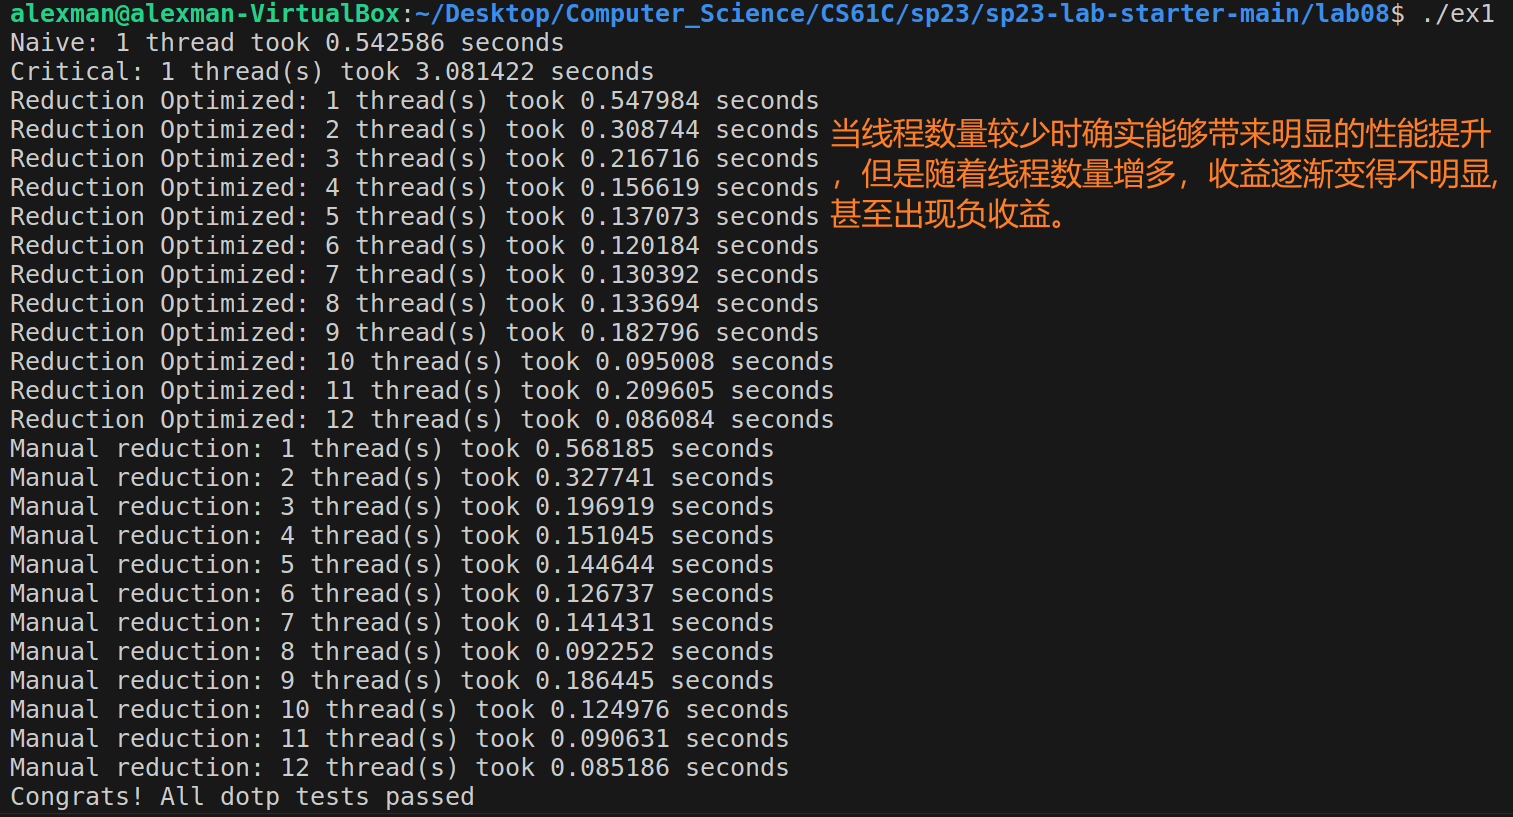 alexman@alexman-VirtualBox:~/Desktop/Computer_Science/CS61C/sp23/sp23-lab-starter-main/lab08$ ./ex1
Naive: 1 thread took 0.542586 seconds
Critical: 1 thread(s) took 3.081422 seconds
Reduction Optimized: 1 thread(s) took 0.547984 seconds
Reduction Optimized: 2 thread(s) took 0.308744 seconds
Reduction Optimized: 3 thread(s) took 0.216716 seconds
Reduction Optimized: 4 thread(s) took 0.156619 seconds
Reduction Optimized: 5 thread(s) took 0.137073 seconds
Reduction Optimized: 6 thread(s) took 0.120184 seconds
Reduction Optimized: 7 thread(s) took 0.130392 seconds
Reduction Optimized: 8 thread(s) took 0.133694 seconds
Reduction Optimized: 9 thread(s) took 0.182796 seconds
Reduction Optimized: 10 thread(s) took 0.095008 seconds
Reduction Optimized: 11 thread(s) took 0.209605 seconds
Reduction Optimized: 12 thread(s) took 0.086084 seconds
Manual reduction: 1 thread(s) took 0.568185 seconds
Manual reduction: 2 thread(s) took 0.327741 seconds
Manual reduction: 3 thread(s) took 0.196919 seconds
Manual reduction: 4 thread(s) took 0.151045 seconds
Manual reduction: 5 thread(s) took 0.144644 seconds
Manual reduction: 6 thread(s) took 0.126737 seconds
Manual reduction: 7 thread(s) took 0.141431 seconds
Manual reduction: 8 thread(s) took 0.092252 seconds
Manual reduction: 9 thread(s) took 0.186445 seconds
Manual reduction: 10 thread(s) took 0.124976 seconds
Manual reduction: 11 thread(s) took 0.090631 seconds
Manual reduction: 12 thread(s) took 0.085186 seconds
Congrats! All dotp tests passed
当线程数量较少时确实能够带来明显的性能提升
，但是随着线程数量增多，收益逐渐变得不明显,
甚至出现负收益。